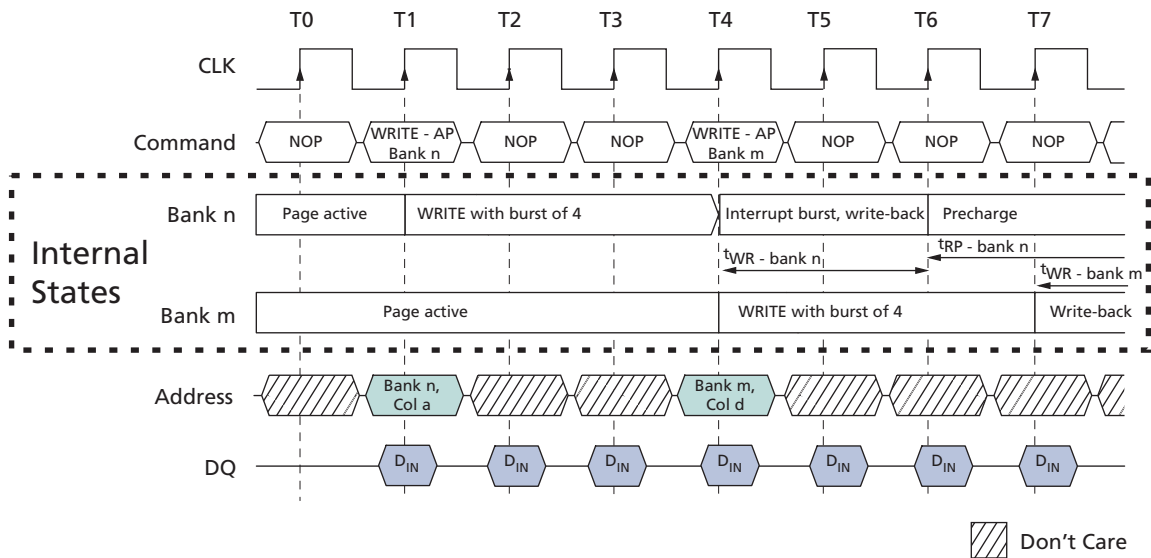 T0 T1 T2 T3 T4 T5 T6 T7
CLK
Command NOP WRITE - AP Bank n NOP NOP WRITE - AP Bank m NOP NOP NOP
Internal States
Bank n Page active WRITE with burst of 4 Interrupt burst, write-back Precharge
tWR - bank n tRP - bank n
tWR - bank m
Bank m Page active WRITE with burst of 4 Write-back
Address Bank n, Col a Bank m, Col d
DQ DIN DIN DIN DIN DIN DIN DIN
Don't Care